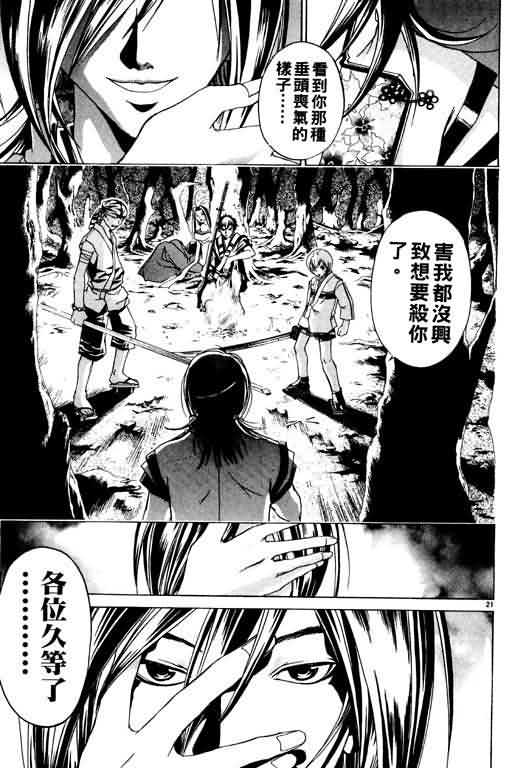 看到你那種
垂頭喪氣的
樣子……
害我都沒興
致想要殺你
了。
21
各位久等了
…………